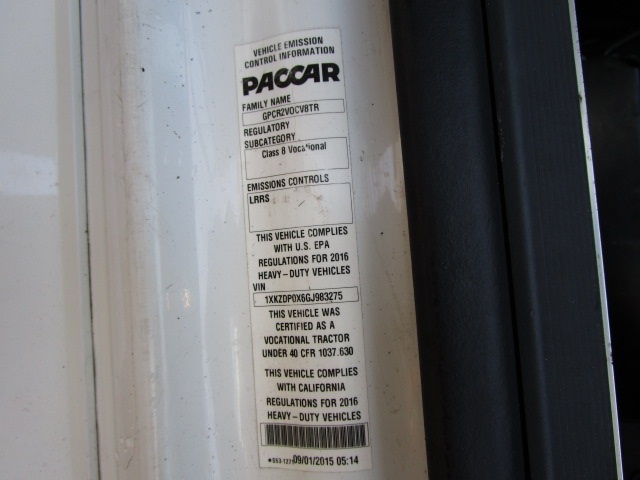 VEHICLE EMISSION
CONTROL INFORMATION
PACCAR
FAMILY NAME
GPCR2VOCV8TR
REGULATORY
SUBCATEGORY
Class 8 Vocational
EMISSIONS CONTROLS
LRRS
THIS VEHICLE COMPLIES
WITH U.S. EPA
REGULATIONS FOR 2016
HEAVY-DUTY VEHICLES
VIN
1XKZDP0X6GJ983275
THIS VEHICLE WAS
CERTIFIED AS A
VOCATIONAL TRACTOR
UNDER 40 CFR 1037.630
THIS VEHICLE COMPLIES
WITH CALIFORNIA
REGULATIONS FOR 2016
HEAVY-DUTY VEHICLES
09/01/2015 05:14